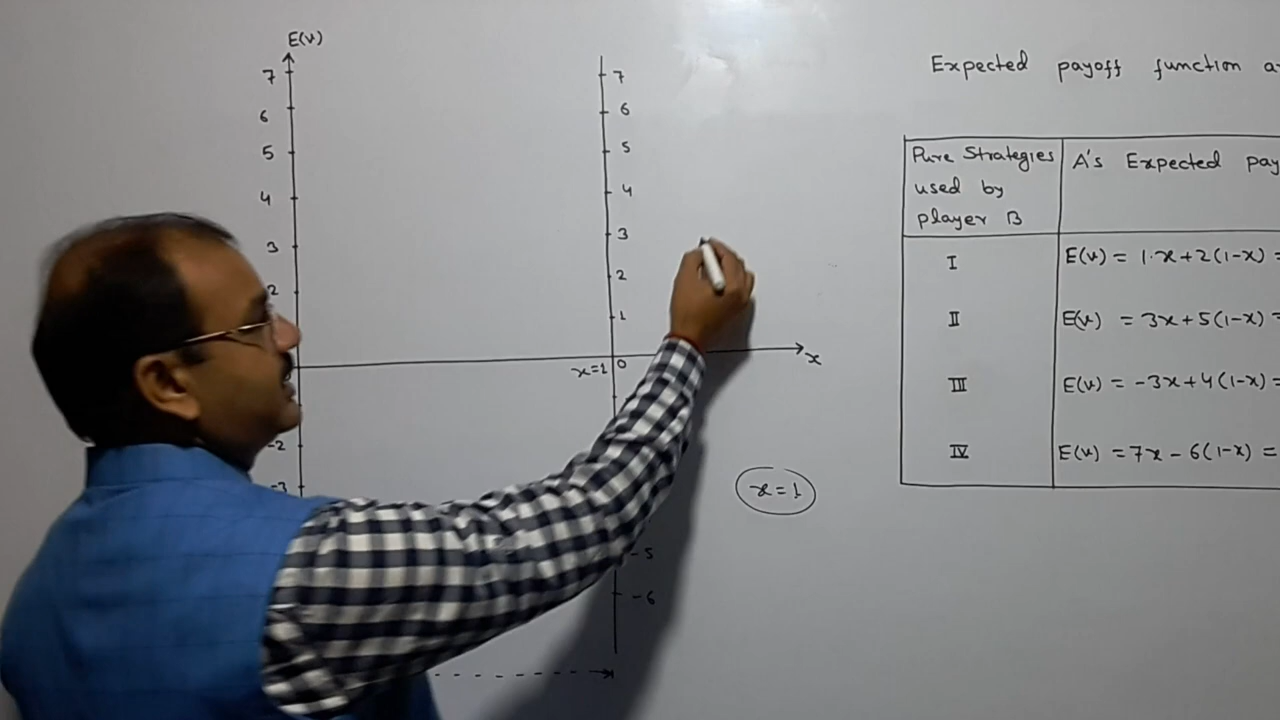 E(v)
7
6
5
4
3
2
-2
-3
7
6
5
4
3
2
1
0
x=1
x
-5
-6
x=1
Expected payoff function
Pure Strategies
used by
player B
A's Expected
I
E(v) = 1·x+2(1-x) =
II
E(v) = 3x+5(1-x) =
III
E(v) = -3x+4(1-x) =
IV
E(v) = 7x-6(1-x) =